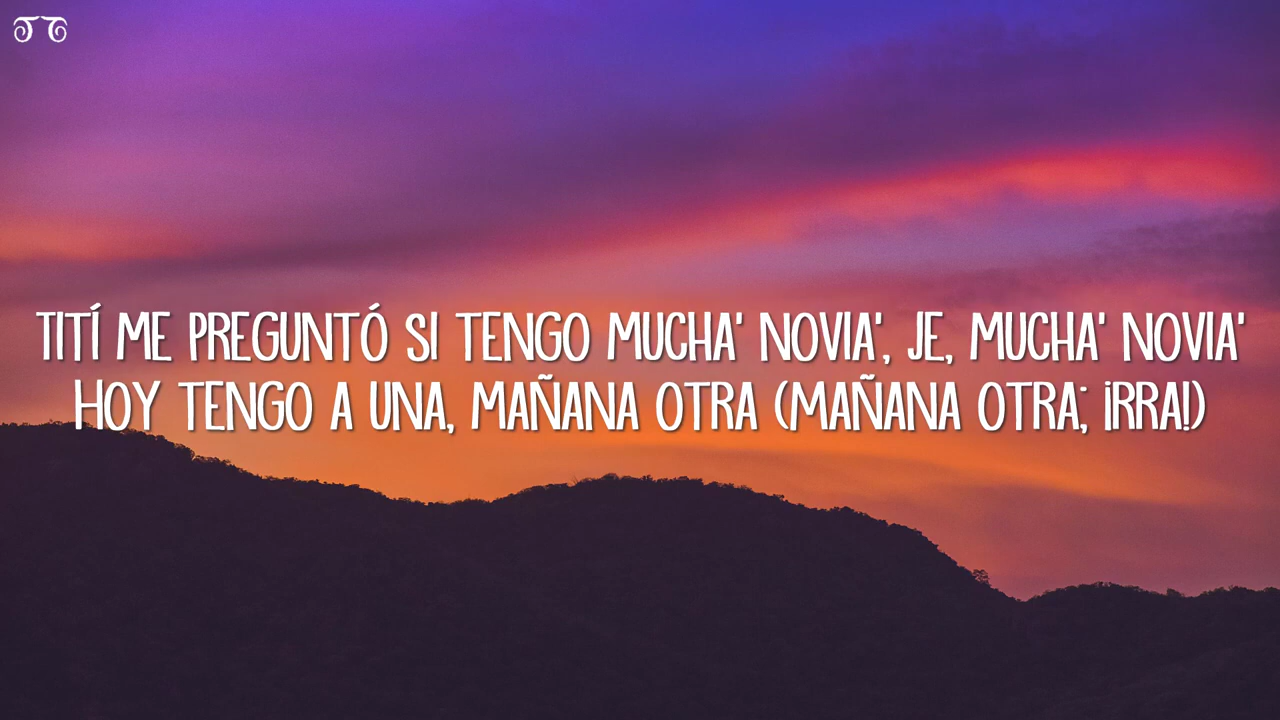 TITÍ ME PREGUNTÓ SI TENGO MUCHA' NOVIA', JE, MUCHA' NOVIA'
HOY TENGO A UNA, MAÑANA OTRA (MAÑANA OTRA; ¡RRA!)